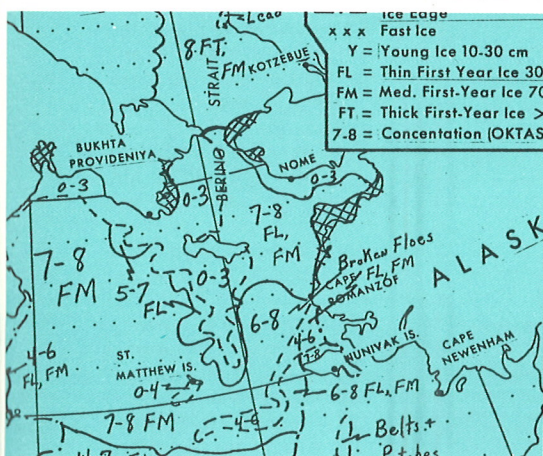 Ice Edge
x x x Fast Ice
Y = Young Ice 10-30 cm
FL = Thin First Year Ice 30
FM = Med. First-Year Ice 70
FT = Thick First-Year Ice >
7-8 = Concentation (OKTAS
Lead
8 FT,
FM
STRAIT
KOTZEBUE
BUKHTA
PROVIDENIYA
BERING
NOME
0-3
0-3
0-3
7-8
FL,
FM
7-8
FM
5-7
FL
0-3
Broken Floes
FL, FM
CAPE
ROMANZOF
ALASK
6-8
4-6
7-8
NUNIVAK IS.
CAPE
NEWENHAM
4-6
FL, FM
ST.
MATTHEW IS.
0-4
6-8 FL, FM
7-8 FM
4-6
Belts +